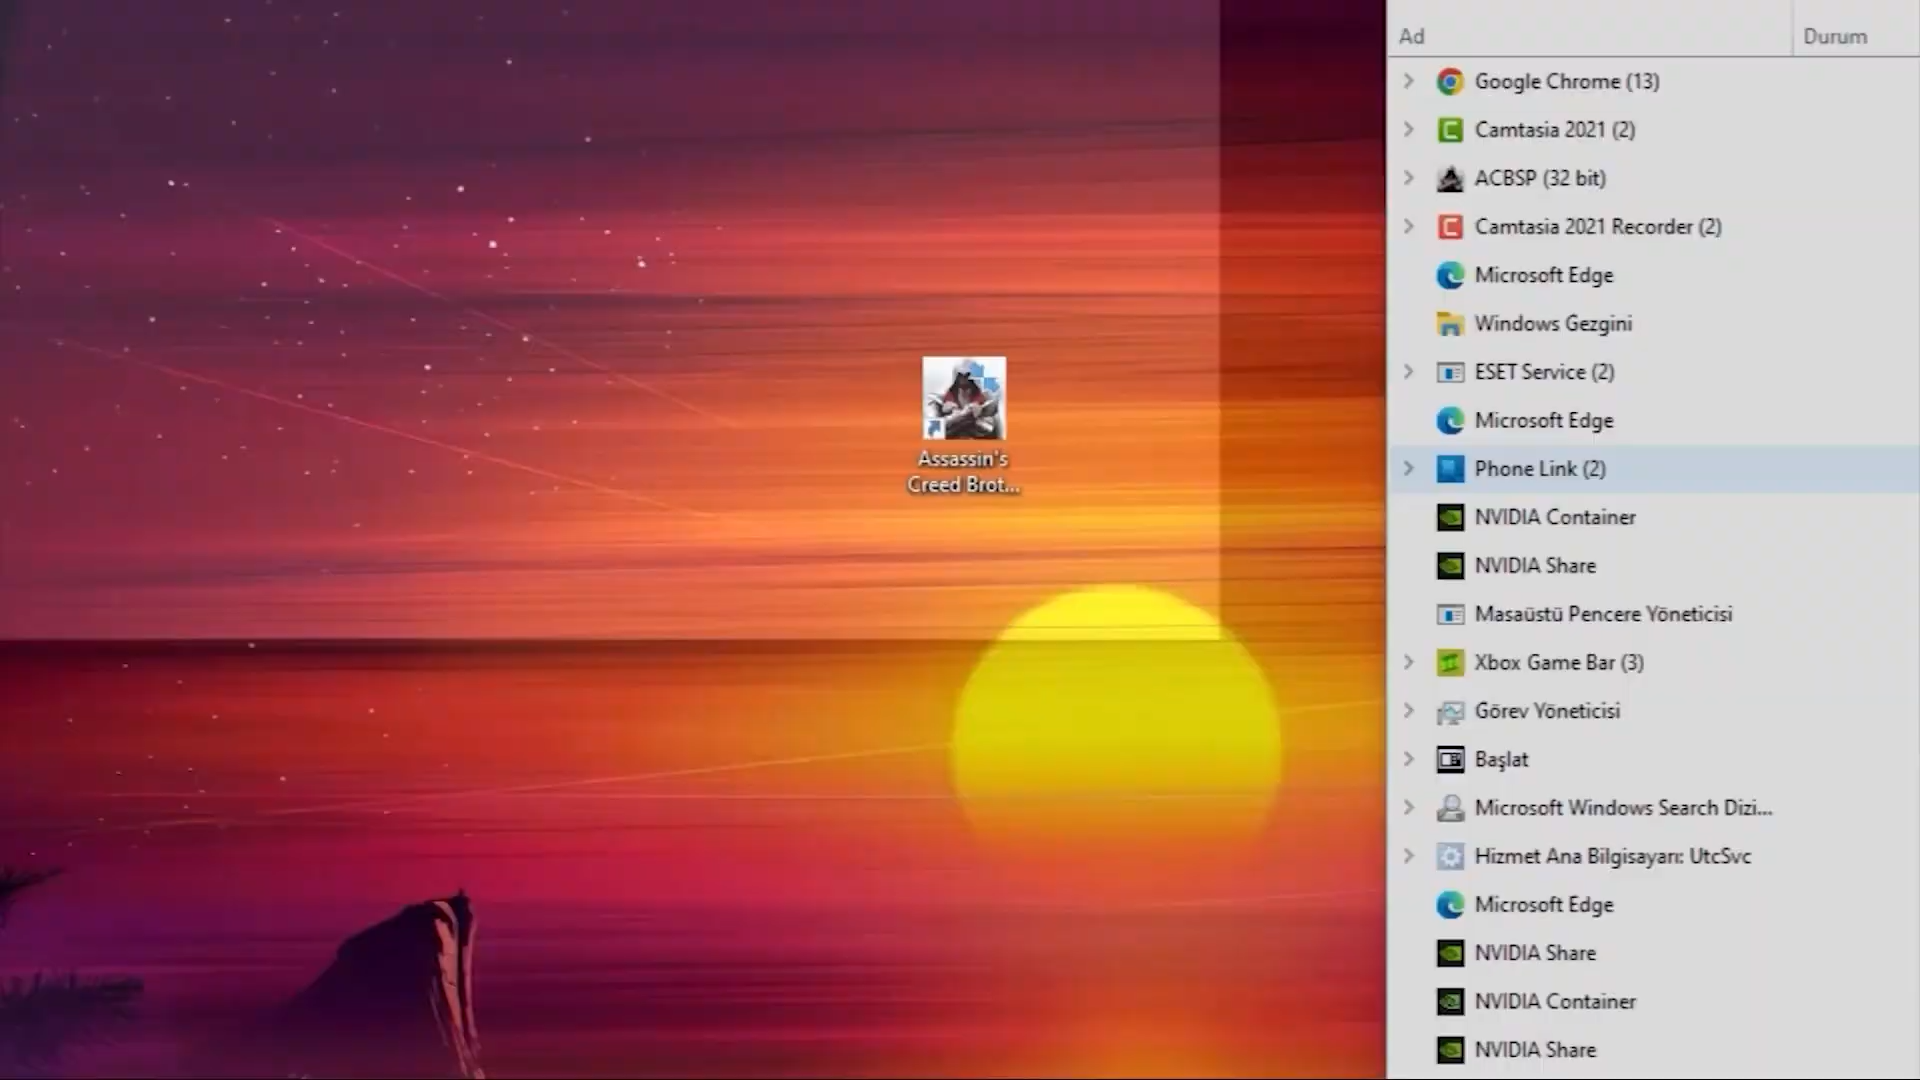 Assassin's
Creed Brot...
Ad
Durum
Google Chrome (13)
Camtasia 2021 (2)
ACBSP (32 bit)
Camtasia 2021 Recorder (2)
Microsoft Edge
Windows Gezgini
ESET Service (2)
Microsoft Edge
Phone Link (2)
NVIDIA Container
NVIDIA Share
Masaüstü Pencere Yöneticisi
Xbox Game Bar (3)
Görev Yöneticisi
Başlat
Microsoft Windows Search Dizi...
Hizmet Ana Bilgisayarı: UtcSvc
Microsoft Edge
NVIDIA Share
NVIDIA Container
NVIDIA Share